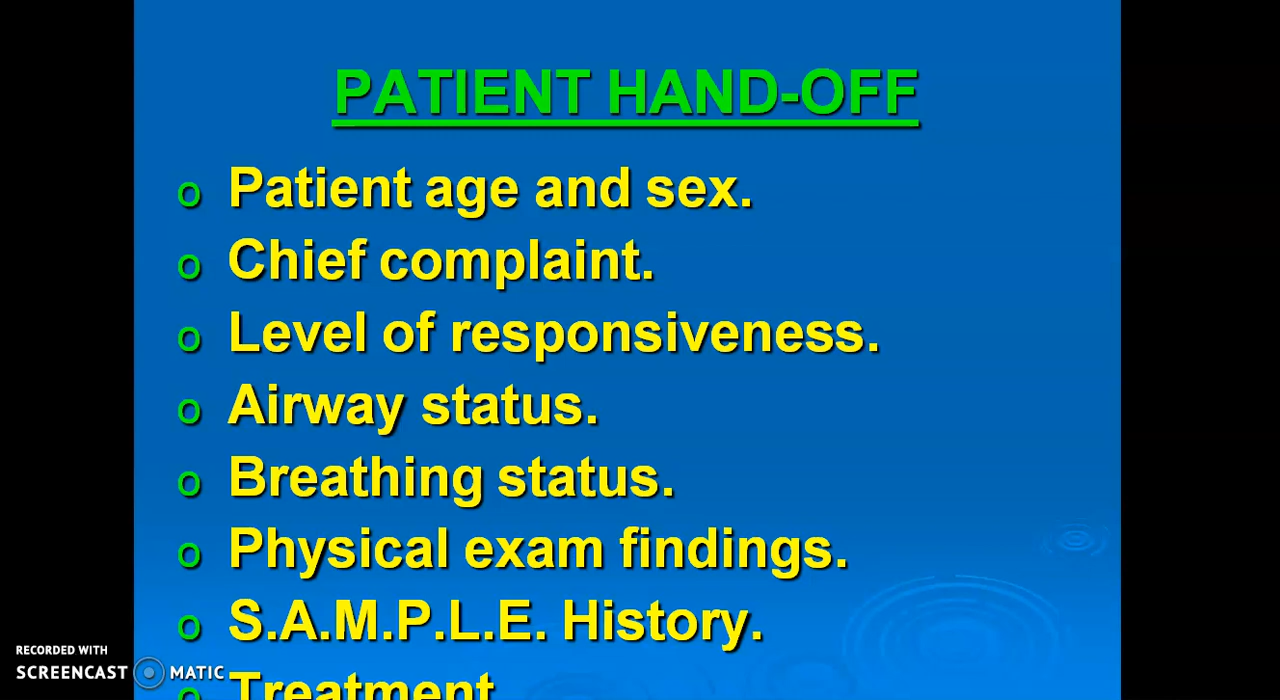 PATIENT HAND-OFF
o Patient age and sex.
o Chief complaint.
o Level of responsiveness.
o Airway status.
o Breathing status.
o Physical exam findings.
o S.A.M.P.L.E. History.
o Treatment
RECORDED WITH
SCREENCAST MATIC